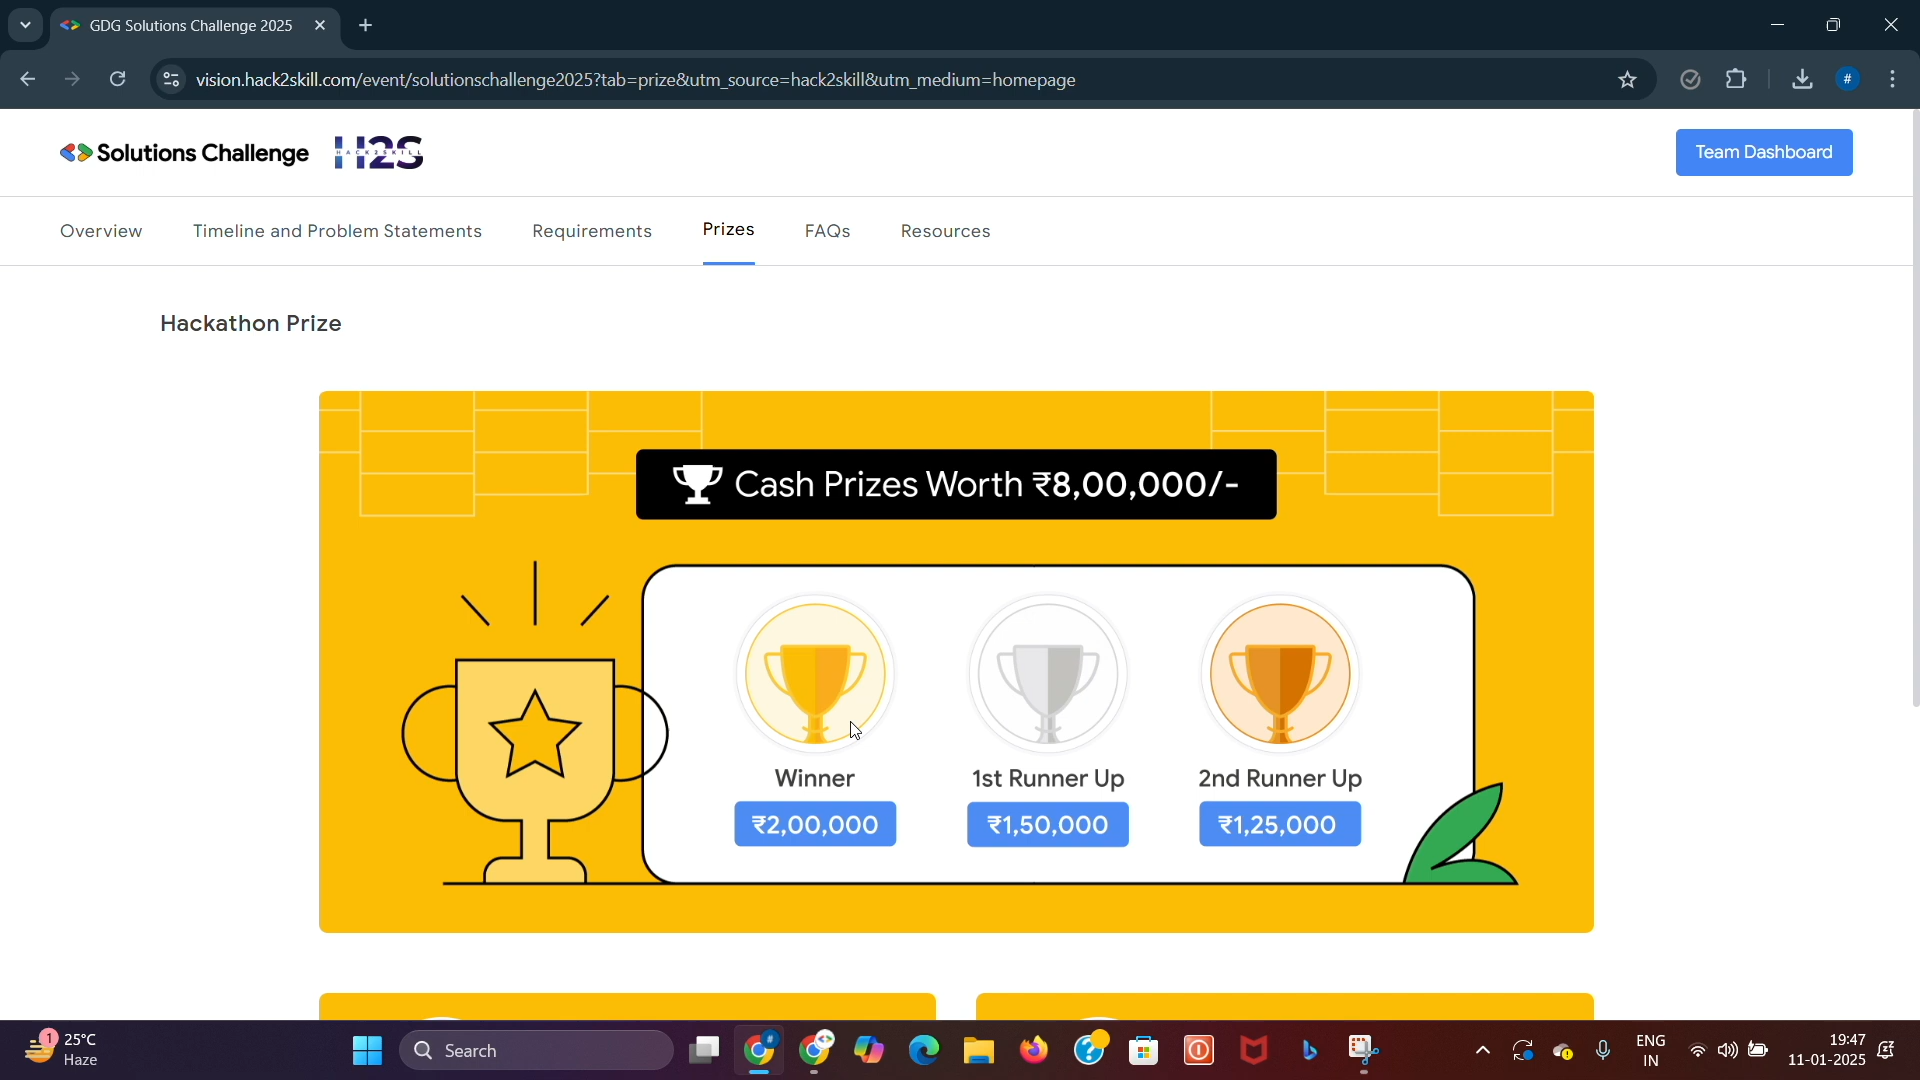 GDG Solutions Challenge 2025
vision.hack2skill.com/event/solutionschallenge2025?tab=prize&utm_source=hack2skill&utm_medium=homepage
#
Solutions Challenge
H2S
HACK2SKILL
Team Dashboard
Overview
Timeline and Problem Statements
Requirements
Prizes
FAQs
Resources
Hackathon Prize
Cash Prizes Worth ₹8,00,000/-
Winner
1st Runner Up
2nd Runner Up
₹2,00,000
₹1,50,000
₹1,25,000
1
25°C
Haze
Search
#
ENG
IN
19:47
11-01-2025